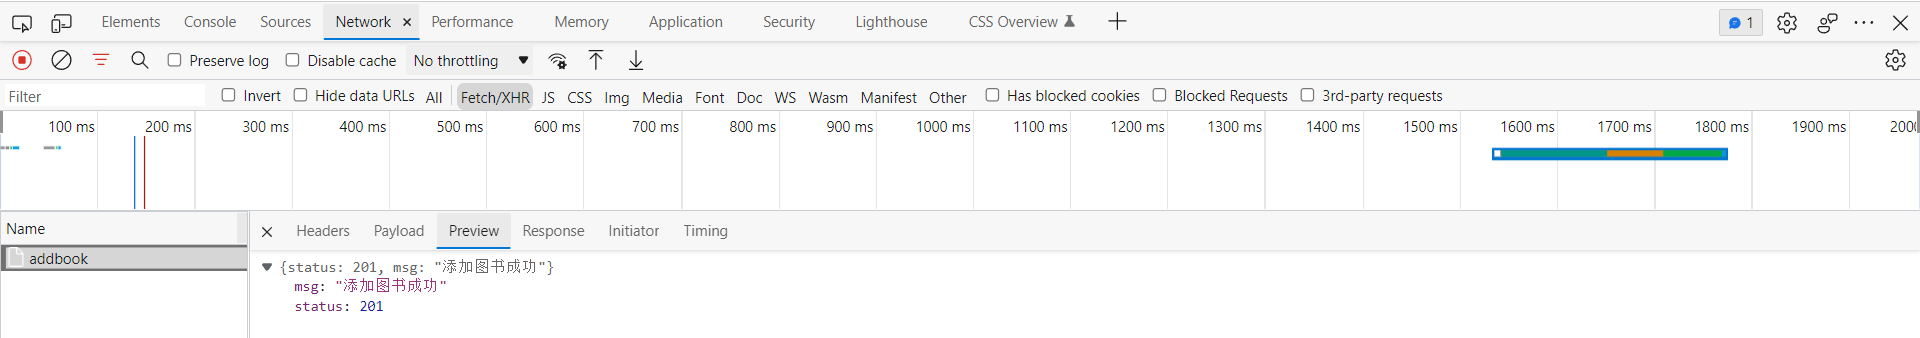 Elements Console Sources Network × Performance Memory Application Security Lighthouse CSS Overview 1
Preserve log Disable cache No throttling
Filter Invert Hide data URLs All Fetch/XHR JS CSS Img Media Font Doc WS Wasm Manifest Other Has blocked cookies Blocked Requests 3rd-party requests
100 ms 200 ms 300 ms 400 ms 500 ms 600 ms 700 ms 800 ms 900 ms 1000 ms 1100 ms 1200 ms 1300 ms 1400 ms 1500 ms 1600 ms 1700 ms 1800 ms 1900 ms 2000
Name × Headers Payload Preview Response Initiator Timing
addbook
{status: 201, msg: "添加图书成功"}
msg: "添加图书成功"
status: 201